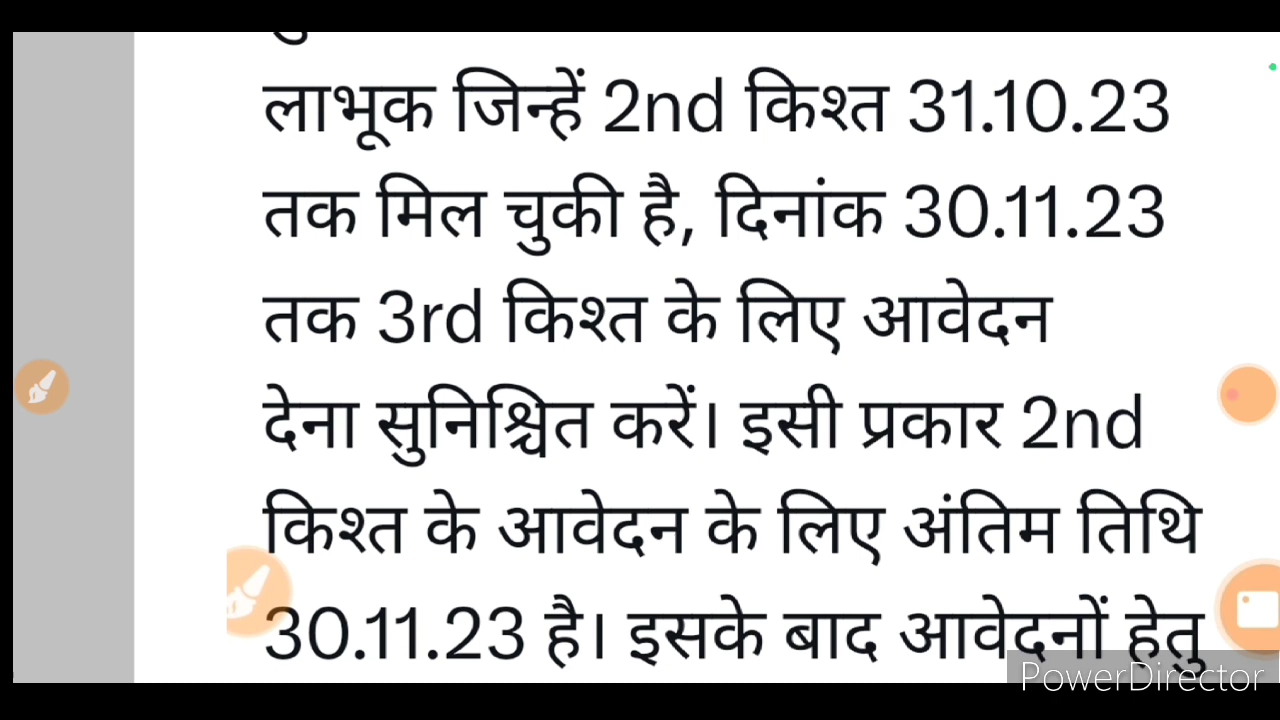 लाभूक जिन्हें 2nd किश्त 31.10.23
तक मिल चुकी है, दिनांक 30.11.23
तक 3rd किश्त के लिए आवेदन
देना सुनिश्चित करें। इसी प्रकार 2nd
किश्त के आवेदन के लिए अंतिम तिथि
30.11.23 है। इसके बाद आवेदनों हेतु
PowerDirector